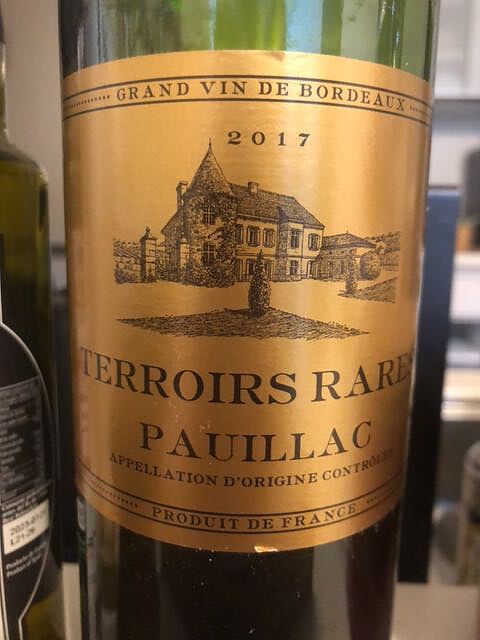 GRAND VIN DE BORDEAUX
2017
TERROIRS RARES
PAUILLAC
APPELLATION D'ORIGINE CONTRÔLÉE
PRODUIT DE FRANCE